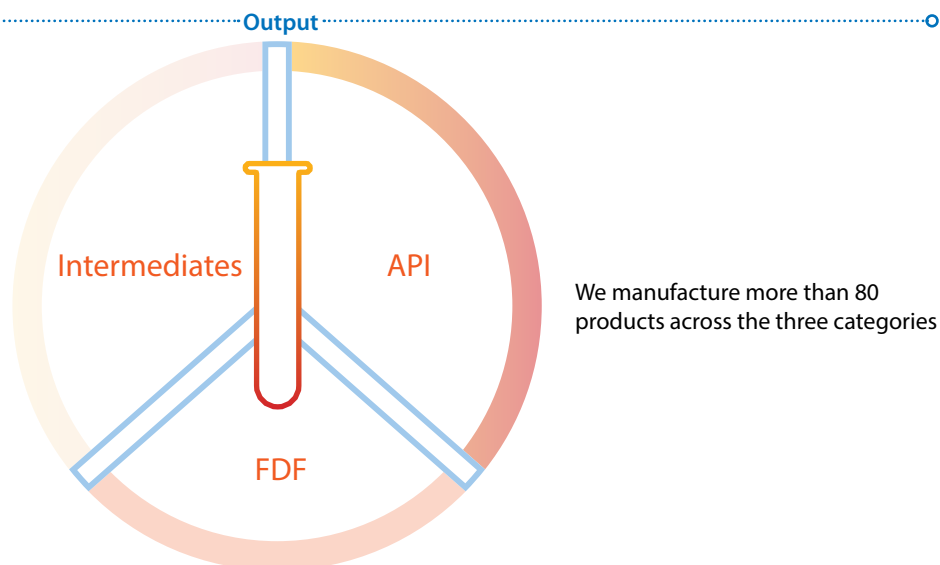 Output
Intermediates
API
We manufacture more than 80
products across the three categories
FDF